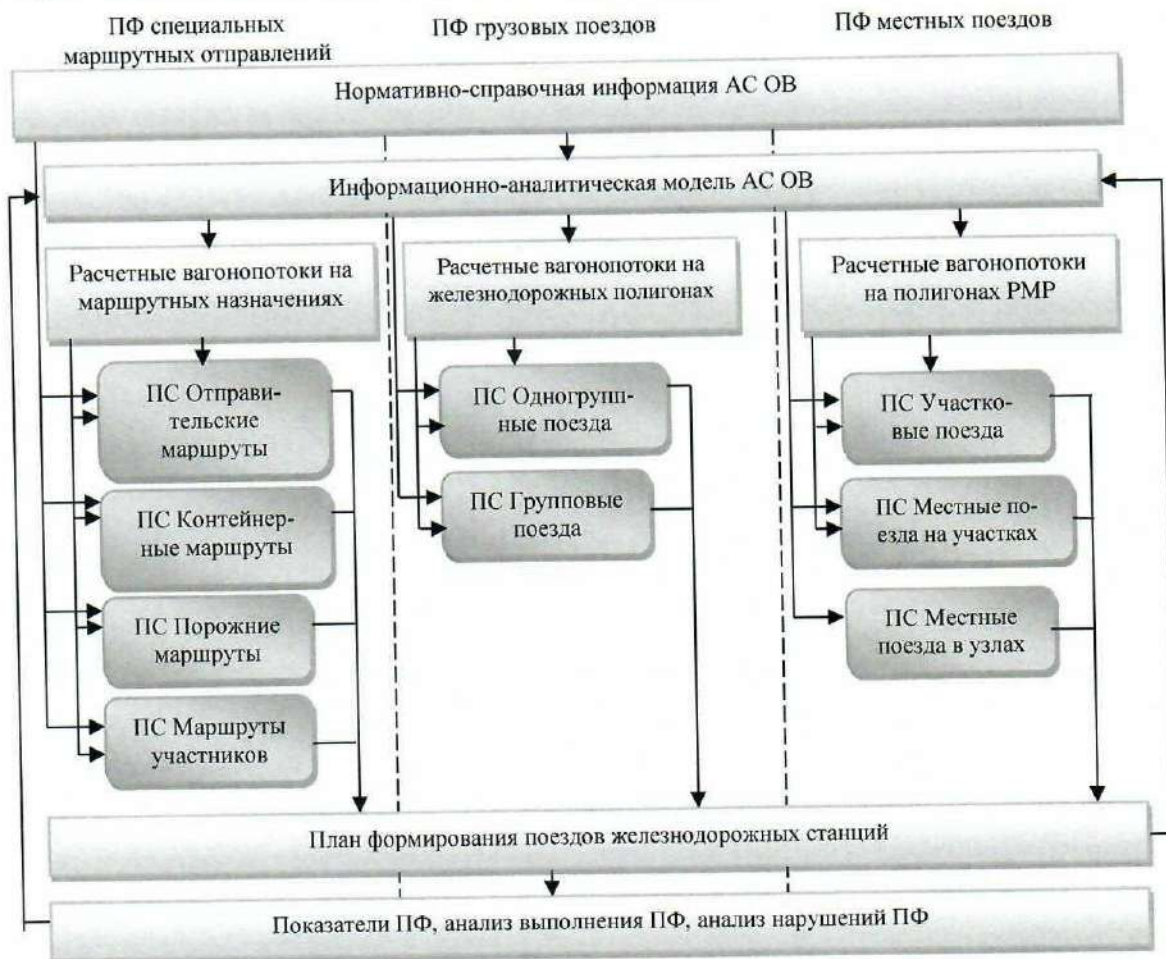 ПФ специальных
маршрутных отправлений
ПФ грузовых поездов
ПФ местных поездов
Нормативно-справочная информация АС ОВ
Информационно-аналитическая модель АС ОВ
Расчетные вагонопотоки на
маршрутных назначениях
Расчетные вагонопотоки на
железнодорожных полигонах
Расчетные вагонопотоки
на полигонах РМР
ПС Отправи-
тельские
маршруты
ПС Контейнер-
ные маршруты
ПС Порожние
маршруты
ПС Маршруты
участников
ПС Одногрупп-
ные поезда
ПС Групповые
поезда
ПС Участко-
вые поезда
ПС Местные по-
езда на участках
ПС Местные
поезда в узлах
План формирования поездов железнодорожных станций
Показатели ПФ, анализ выполнения ПФ, анализ нарушений ПФ